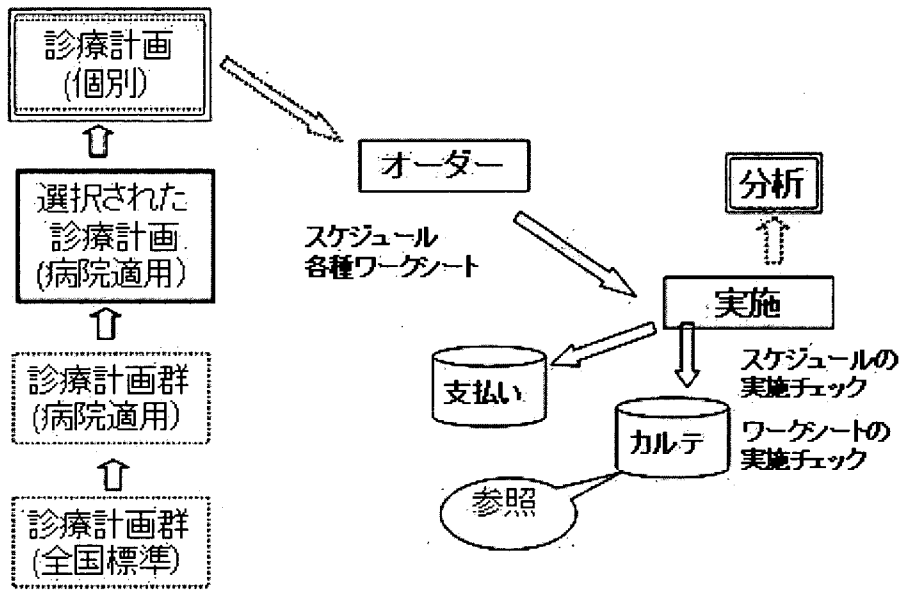 診療計画
(個別)
オーダー
選択された
診療計画
(病院適用)
スケジュール
各種ワークシート
分析
実施
診療計画群
(病院適用)
支払い
スケジュールの
実施チェック
カルテ
ワークシートの
実施チェック
参照
診療計画群
(全国標準)